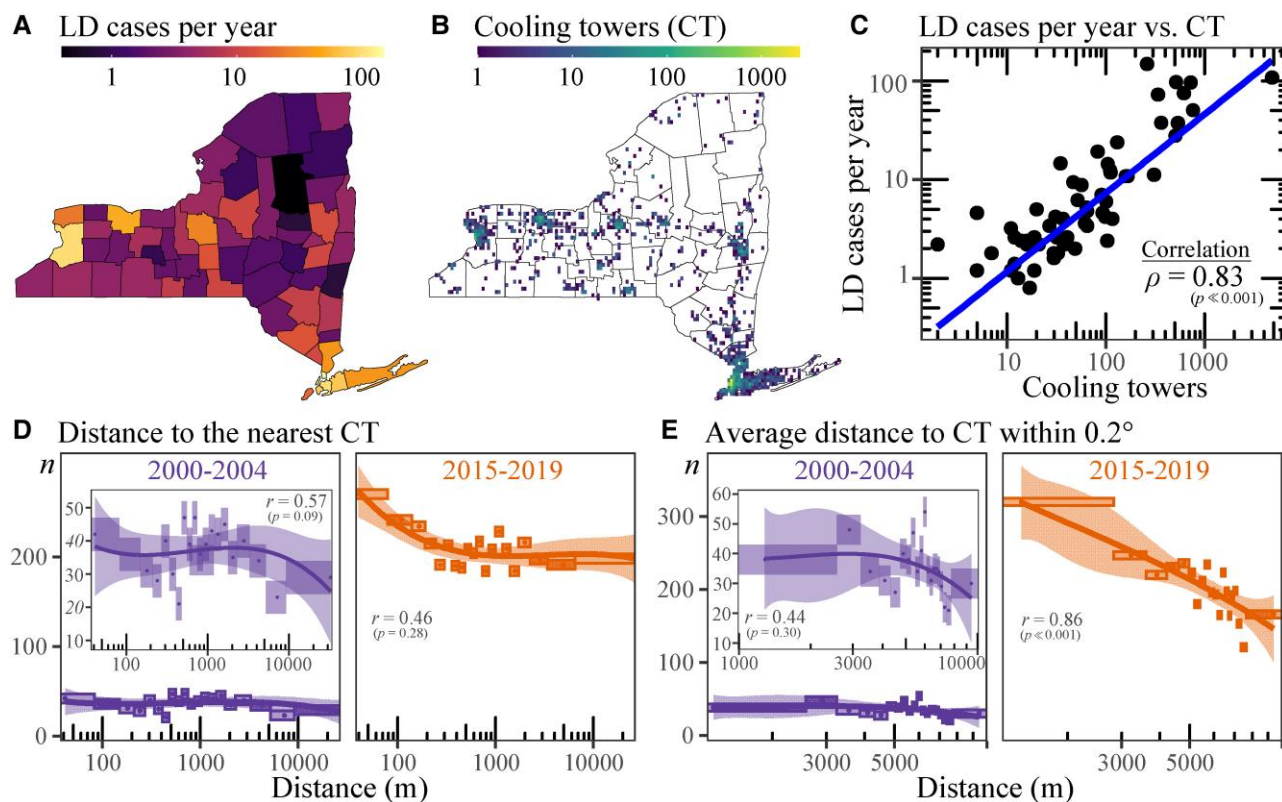 A LD cases per year
1 10 100
B Cooling towers (CT)
1 10 100 1000
C LD cases per year vs. CT
LD cases per year
100
10
1
Correlation
ρ = 0.83
(p ≪ 0.001)
10 100 1000
Cooling towers
D Distance to the nearest CT
n
200
100
0
2000-2004
50
40
30
20
10
r = 0.57
(p = 0.09)
100 1000 10000
100 1000 10000
2015-2019
r = 0.46
(p = 0.28)
100 1000 10000
Distance (m)
E Average distance to CT within 0.2°
n
300
200
100
0
2000-2004
60
50
40
30
20
10
r = 0.44
(p = 0.30)
1000 3000 10000
3000 5000
2015-2019
r = 0.86
(p ≪ 0.001)
3000 5000
Distance (m)